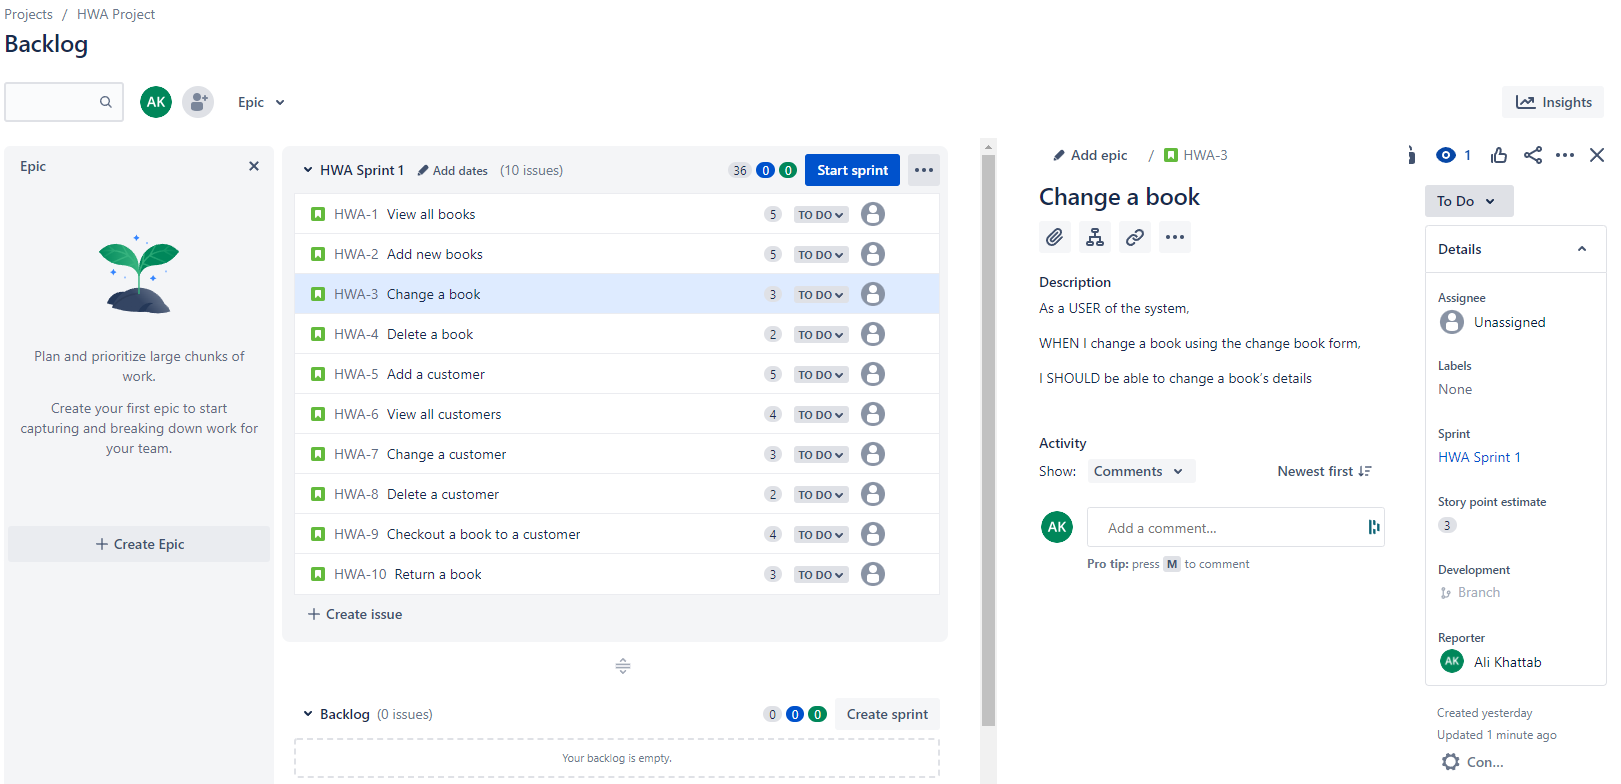 Projects / HWA Project
Backlog
AK
Epic
Insights
Epic
Plan and prioritize large chunks of
work.
Create your first epic to start
capturing and breaking down work for
your team.
Create Epic
HWA Sprint 1 Add dates (10 issues) 36 0 0 Start sprint
HWA-1 View all books 5 TO DO
HWA-2 Add new books 5 TO DO
HWA-3 Change a book 3 TO DO
HWA-4 Delete a book 2 TO DO
HWA-5 Add a customer 5 TO DO
HWA-6 View all customers 4 TO DO
HWA-7 Change a customer 3 TO DO
HWA-8 Delete a customer 2 TO DO
HWA-9 Checkout a book to a customer 4 TO DO
HWA-10 Return a book 3 TO DO
Create issue
Backlog (0 issues) 0 0 0 Create sprint
Your backlog is empty.
Add epic / HWA-3
1
Change a book
Description
As a USER of the system,
WHEN I change a book using the change book form,
I SHOULD be able to change a book’s details
Activity
Show: Comments Newest first
AK Add a comment...
Pro tip: press M to comment
To Do
Details
Assignee
Unassigned
Labels
None
Sprint
HWA Sprint 1
Story point estimate
3
Development
Branch
Reporter
AK Ali Khattab
Created yesterday
Updated 1 minute ago
Con...